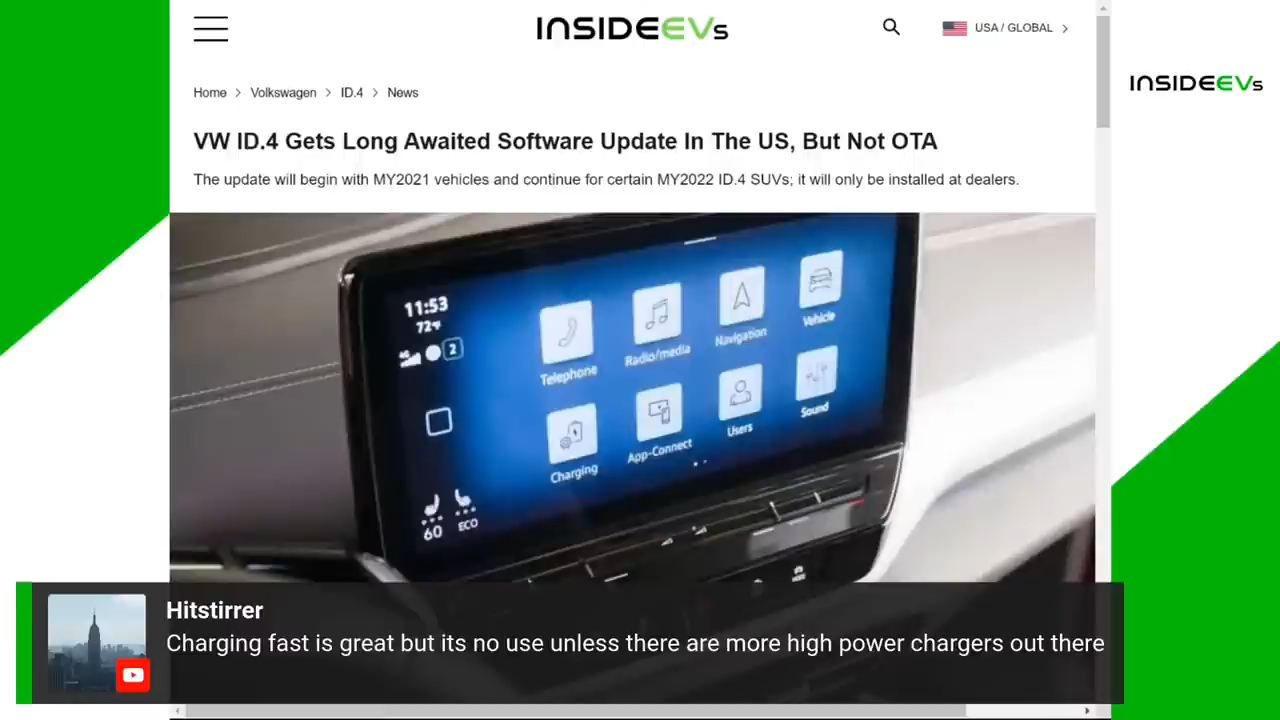 INSIDEEVs
USA / GLOBAL
INSIDEEVs
Home > Volkswagen > ID.4 > News
VW ID.4 Gets Long Awaited Software Update In The US, But Not OTA
The update will begin with MY2021 vehicles and continue for certain MY2022 ID.4 SUVs; it will only be installed at dealers.
11:53
72°F
4G
2
Telephone
Radio/media
Navigation
Vehicle
Charging
App-Connect
Users
Sound
60
ECO
MODE
Hitstirrer
Charging fast is great but its no use unless there are more high power chargers out there